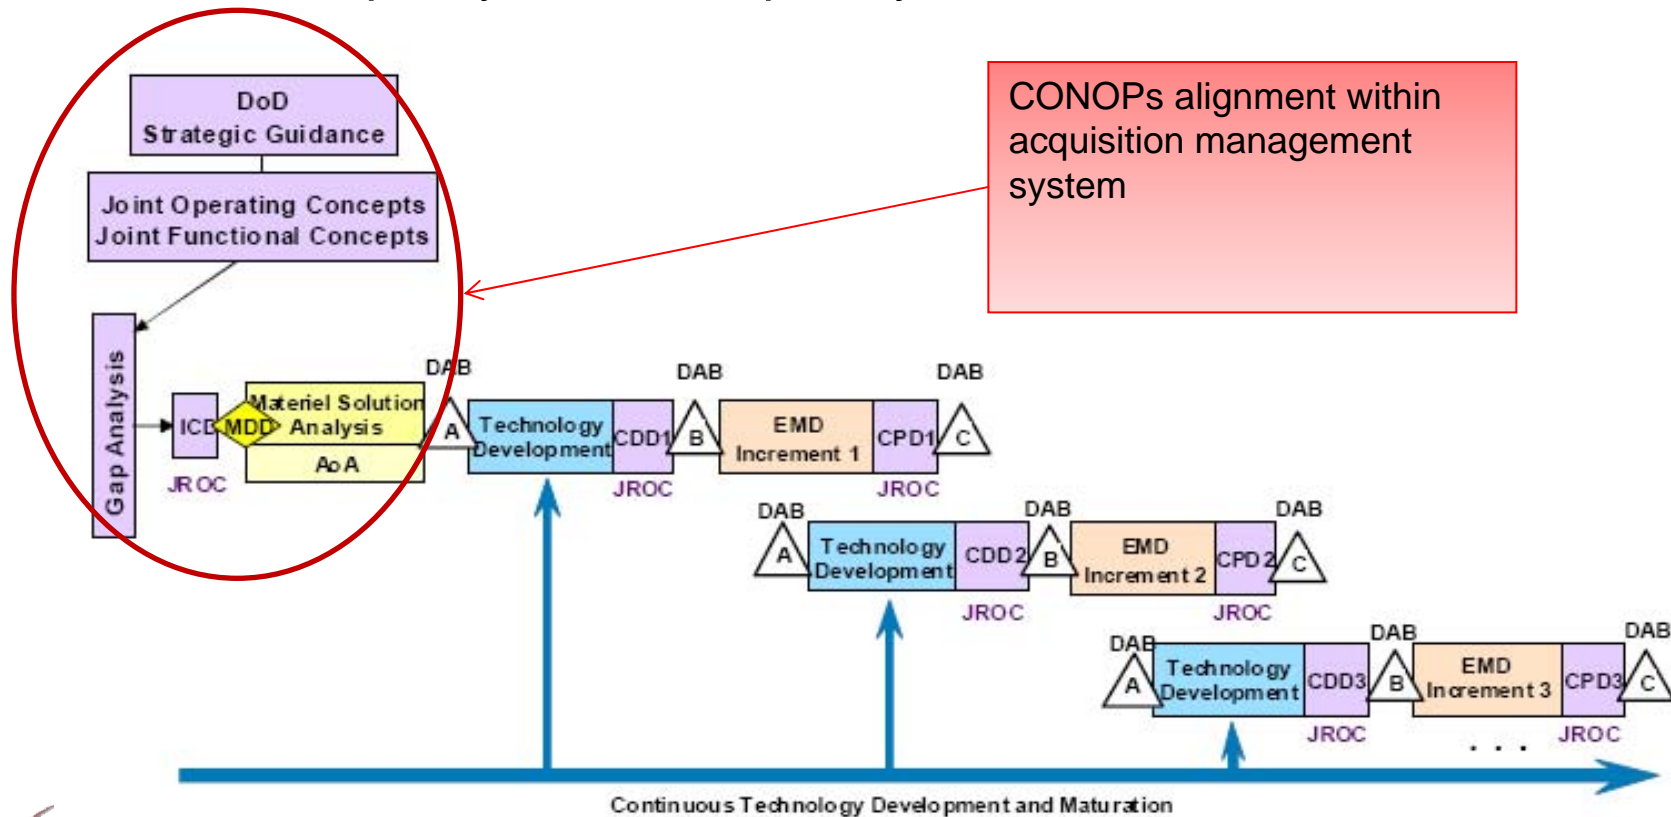 DoD
Strategic Guidance
Joint Operating Concepts
Joint Functional Concepts
CONOPs alignment within
acquisition management
system
Gap Analysis
ICD
JROC
MDD
Materiel Solution
Analysis
AoA
DAB
A
Technology
Development
CDD1
JROC
DAB
B
EMD
Increment 1
CPD1
JROC
DAB
C
DAB
A
Technology
Development
CDD2
JROC
DAB
B
EMD
Increment 2
CPD2
JROC
DAB
C
DAB
A
Technology
Development
CDD3
JROC
DAB
B
EMD
Increment 3
CPD3
JROC
DAB
C
. . .
Continuous Technology Development and Maturation